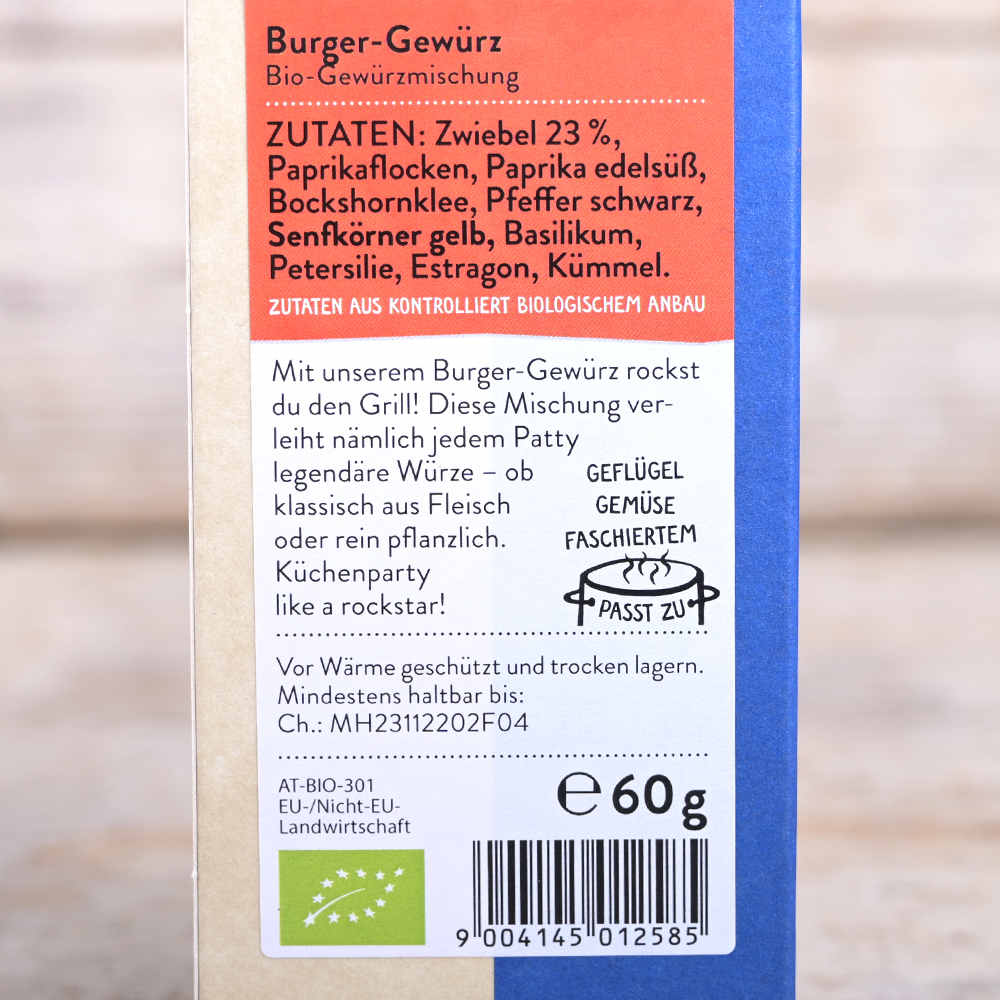 Burger-Gewürz
Bio-Gewürzmischung
ZUTATEN: Zwiebel 23 %,
Paprikaflocken, Paprika edelsüß,
Bockshornklee, Pfeffer schwarz,
Senfkörner gelb, Basilikum,
Petersilie, Estragon, Kümmel.
ZUTATEN AUS KONTROLLIERT BIOLOGISCHEM ANBAU
Mit unserem Burger-Gewürz rockst
du den Grill! Diese Mischung ver-
leiht nämlich jedem Patty
legendäre Würze – ob
klassisch aus Fleisch
oder rein pflanzlich.
Küchenparty
like a rockstar!
GEFLÜGEL
GEMÜSE
FASCHIERTEM
PASST ZU
Vor Wärme geschützt und trocken lagern.
Mindestens haltbar bis:
Ch.: MH23112202F04
AT-BIO-301
EU-/Nicht-EU-
Landwirtschaft
℮ 60 g
9 004145 012585